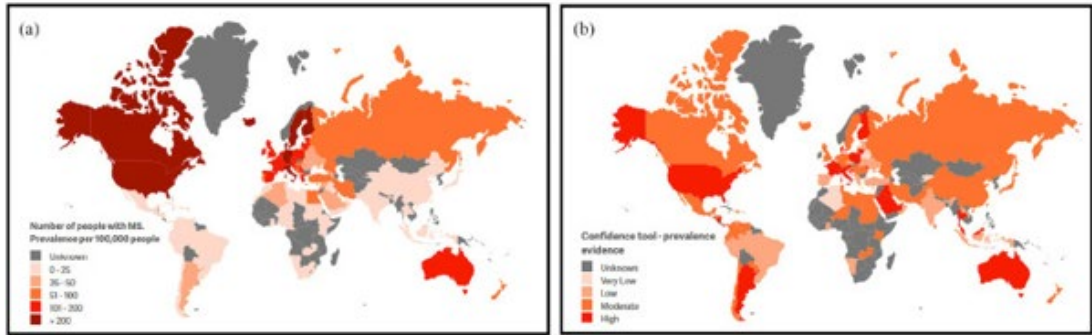 (a)
Number of people with MS.
Prevalence per 100,000 people
Unknown
0 - 25
26 - 50
51 - 100
101 - 200
> 200
(b)
Confidence tool - prevalence
evidence
Unknown
Very Low
Low
Moderate
High